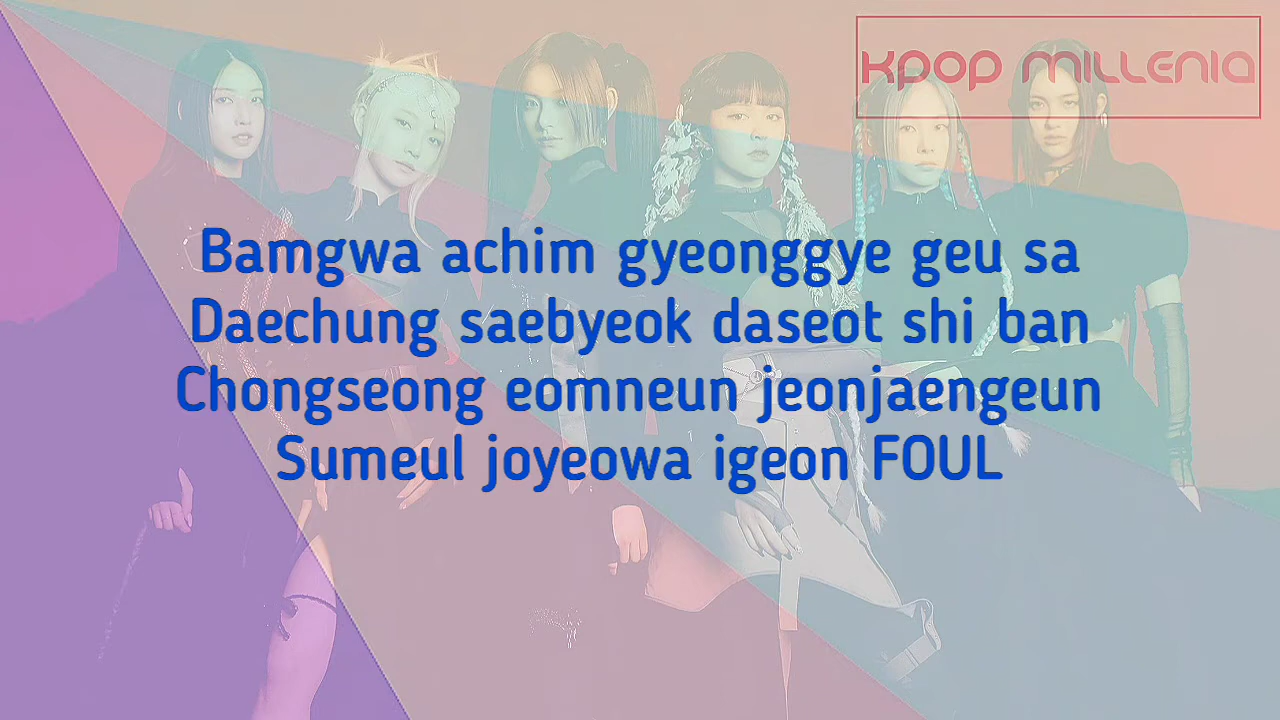 KPOP MILLENIA
Bamgwa achim gyeonggye geu sa
Daechung saebyeok daseot shi ban
Chongseong eomneun jeonjaengeun
Sumeul joyeowa igeon FOUL